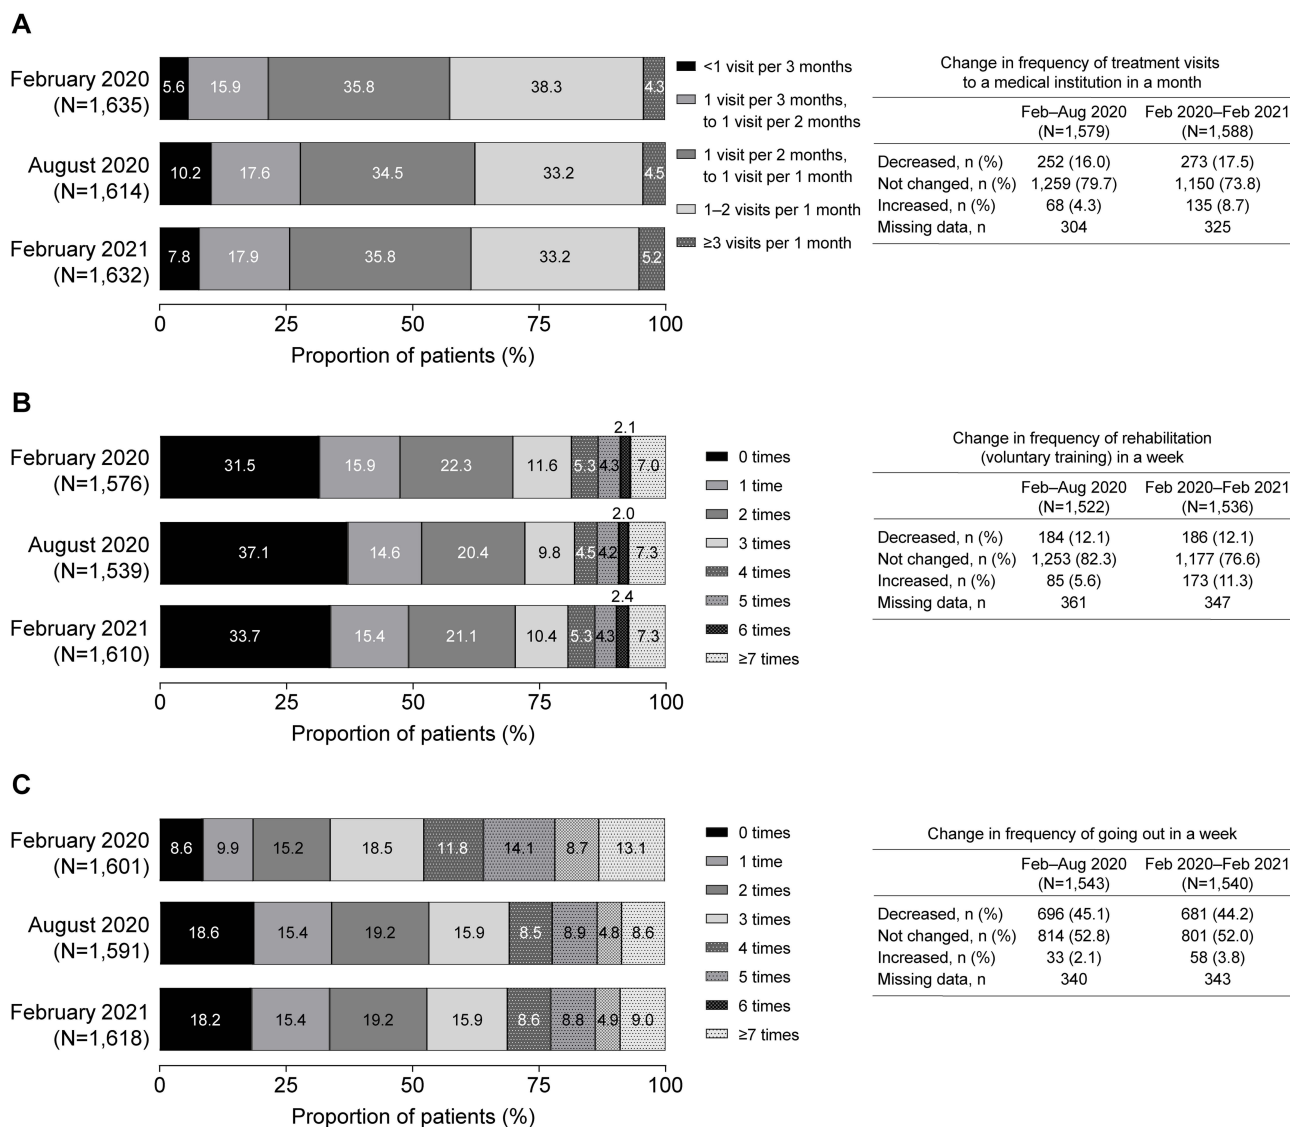 A
February 2020
(N=1,635)
5.6 15.9 35.8 38.3 4.3
August 2020
(N=1,614)
10.2 17.6 34.5 33.2 4.5
February 2021
(N=1,632)
7.8 17.9 35.8 33.2 5.2
0 25 50 75 100
Proportion of patients (%)
<1 visit per 3 months
1 visit per 3 months,
to 1 visit per 2 months
1 visit per 2 months,
to 1 visit per 1 month
1–2 visits per 1 month
≥3 visits per 1 month
Change in frequency of treatment visits
to a medical institution in a month
Feb–Aug 2020 Feb 2020–Feb 2021
(N=1,579) (N=1,588)
Decreased, n (%) 252 (16.0) 273 (17.5)
Not changed, n (%) 1,259 (79.7) 1,150 (73.8)
Increased, n (%) 68 (4.3) 135 (8.7)
Missing data, n 304 325
B
February 2020
(N=1,576)
2.1
31.5 15.9 22.3 11.6 5.3 4.3 7.0
August 2020
(N=1,539)
2.0
37.1 14.6 20.4 9.8 4.5 4.2 7.3
February 2021
(N=1,610)
2.4
33.7 15.4 21.1 10.4 5.3 4.3 7.3
0 25 50 75 100
Proportion of patients (%)
0 times
1 time
2 times
3 times
4 times
5 times
6 times
≥7 times
Change in frequency of rehabilitation
(voluntary training) in a week
Feb–Aug 2020 Feb 2020–Feb 2021
(N=1,522) (N=1,536)
Decreased, n (%) 184 (12.1) 186 (12.1)
Not changed, n (%) 1,253 (82.3) 1,177 (76.6)
Increased, n (%) 85 (5.6) 173 (11.3)
Missing data, n 361 347
C
February 2020
(N=1,601)
8.6 9.9 15.2 18.5 11.8 14.1 8.7 13.1
August 2020
(N=1,591)
18.6 15.4 19.2 15.9 8.5 8.9 4.8 8.6
February 2021
(N=1,618)
18.2 15.4 19.2 15.9 8.6 8.8 4.9 9.0
0 25 50 75 100
Proportion of patients (%)
0 times
1 time
2 times
3 times
4 times
5 times
6 times
≥7 times
Change in frequency of going out in a week
Feb–Aug 2020 Feb 2020–Feb 2021
(N=1,543) (N=1,540)
Decreased, n (%) 696 (45.1) 681 (44.2)
Not changed, n (%) 814 (52.8) 801 (52.0)
Increased, n (%) 33 (2.1) 58 (3.8)
Missing data, n 340 343